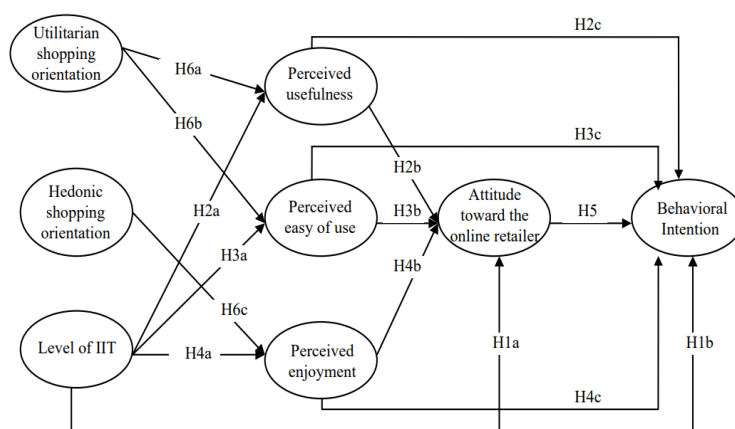 Utilitarian
shopping
orientation
H6a
H6b
Perceived
usefulness
H2c
H3c
H2b
Hedonic
shopping
orientation
H2a
H3a
Perceived
easy of use
H3b
Attitude
toward the
online retailer
H5
Behavioral
Intention
H4b
H6c
Level of IIT
H4a
Perceived
enjoyment
H1a
H1b
H4c